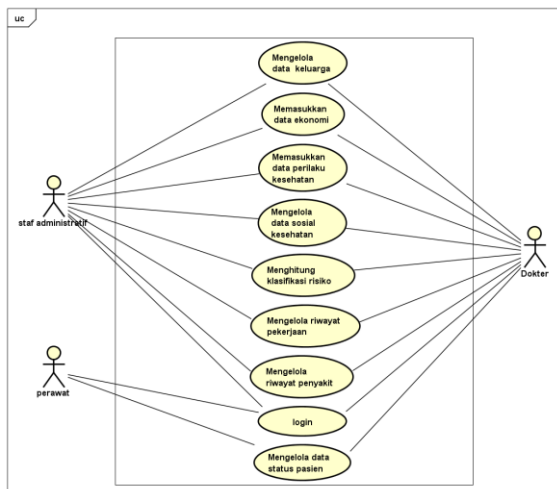 uc
Mengelola
data keluarga
Memasukkan
data ekonomi
Memasukkan
data perilaku
kesehatan
staf administratif
Mengelola
data sosial
kesehatan
Menghitung
klasifikasi risiko
Dokter
Mengelola riwayat
pekerjaan
Mengelola
riwayat penyakit
perawat
login
Mengelola data
status pasien